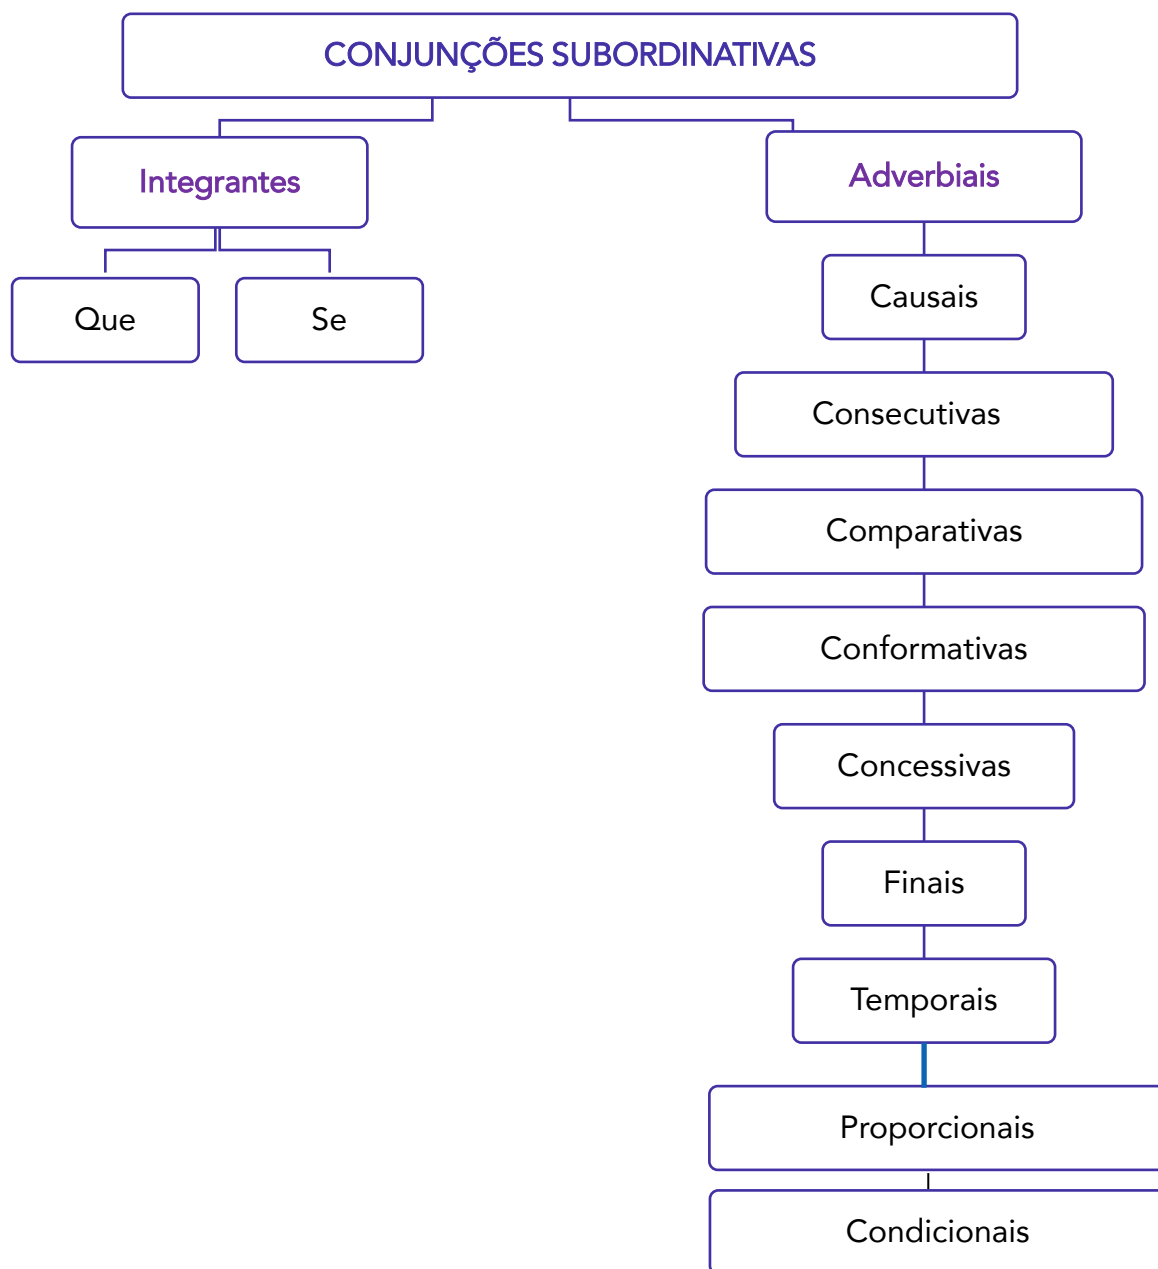 CONJUNÇÕES SUBORDINATIVAS
Integrantes
Adverbiais
Que
Se
Causais
Consecutivas
Comparativas
Conformativas
Concessivas
Finais
Temporais
Proporcionais
Condicionais